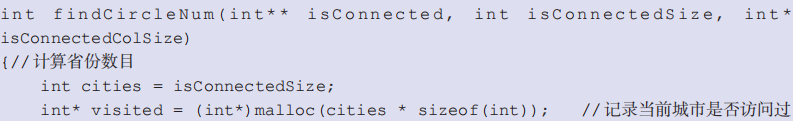 int findCircleNum(int** isConnected, int isConnectedSize, int*
isConnectedColSize)
{//计算省份数目
    int cities = isConnectedSize;
    int* visited = (int*)malloc(cities * sizeof(int));   //记录当前城市是否访问过